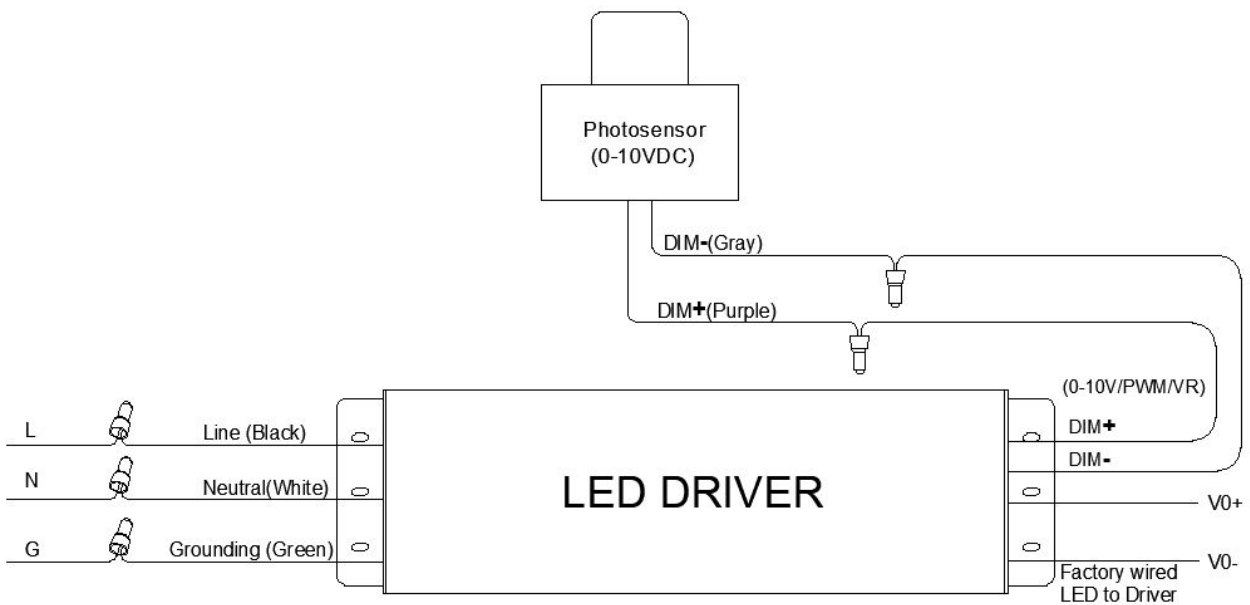 Photosensor
(0-10VDC)
DIM-(Gray)
DIM+(Purple)
(0-10V/PWM/VR)
L
Line (Black)
DIM+
DIM-
N
Neutral(White)
LED DRIVER
V0+
G
Grounding (Green)
V0-
Factory wired
LED to Driver